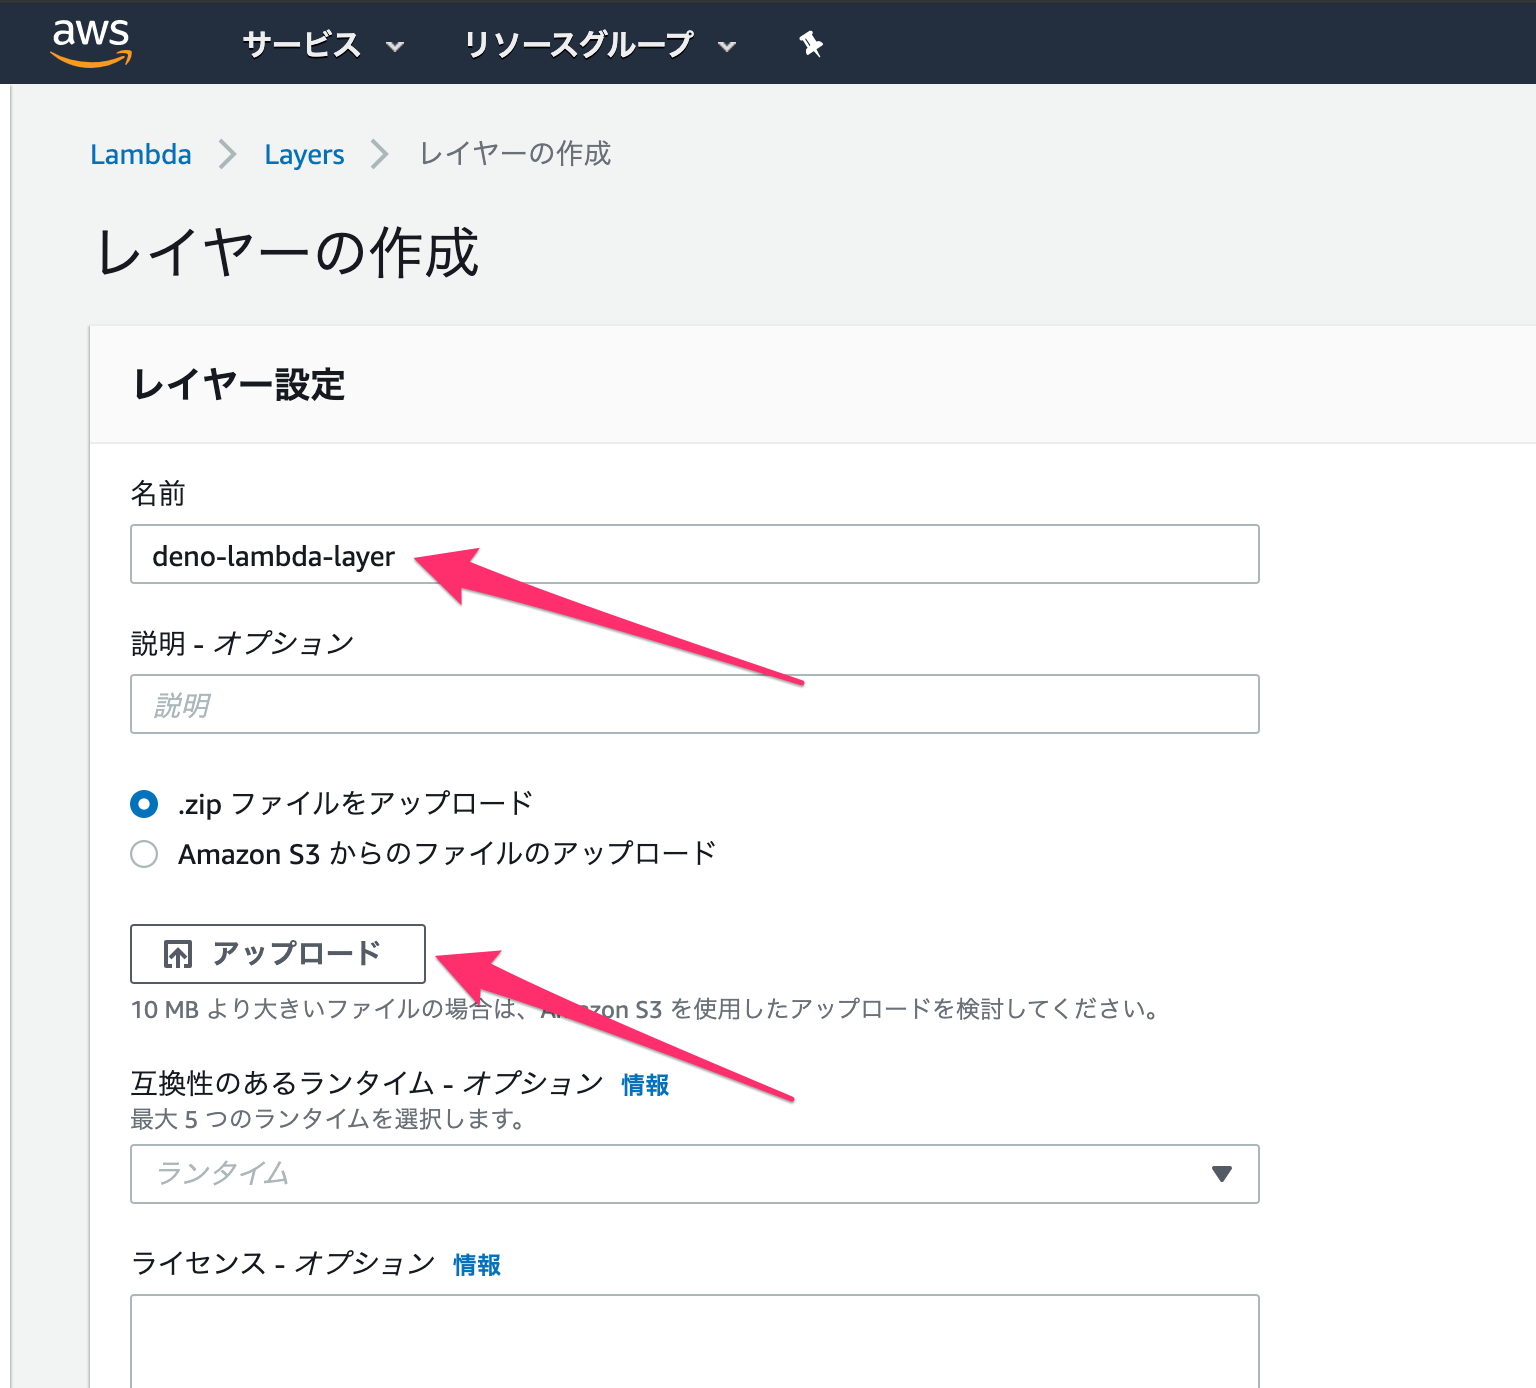 aws サービス リソースグループ
Lambda > Layers > レイヤーの作成
レイヤーの作成
レイヤー設定
名前
deno-lambda-layer
説明 - オプション
説明
.zip ファイルをアップロード
Amazon S3 からのファイルのアップロード
アップロード
10 MB より大きいファイルの場合は、Amazon S3 を使用したアップロードを検討してください。
互換性のあるランタイム - オプション 情報
最大 5 つのランタイムを選択します。
ランタイム
ライセンス - オプション 情報